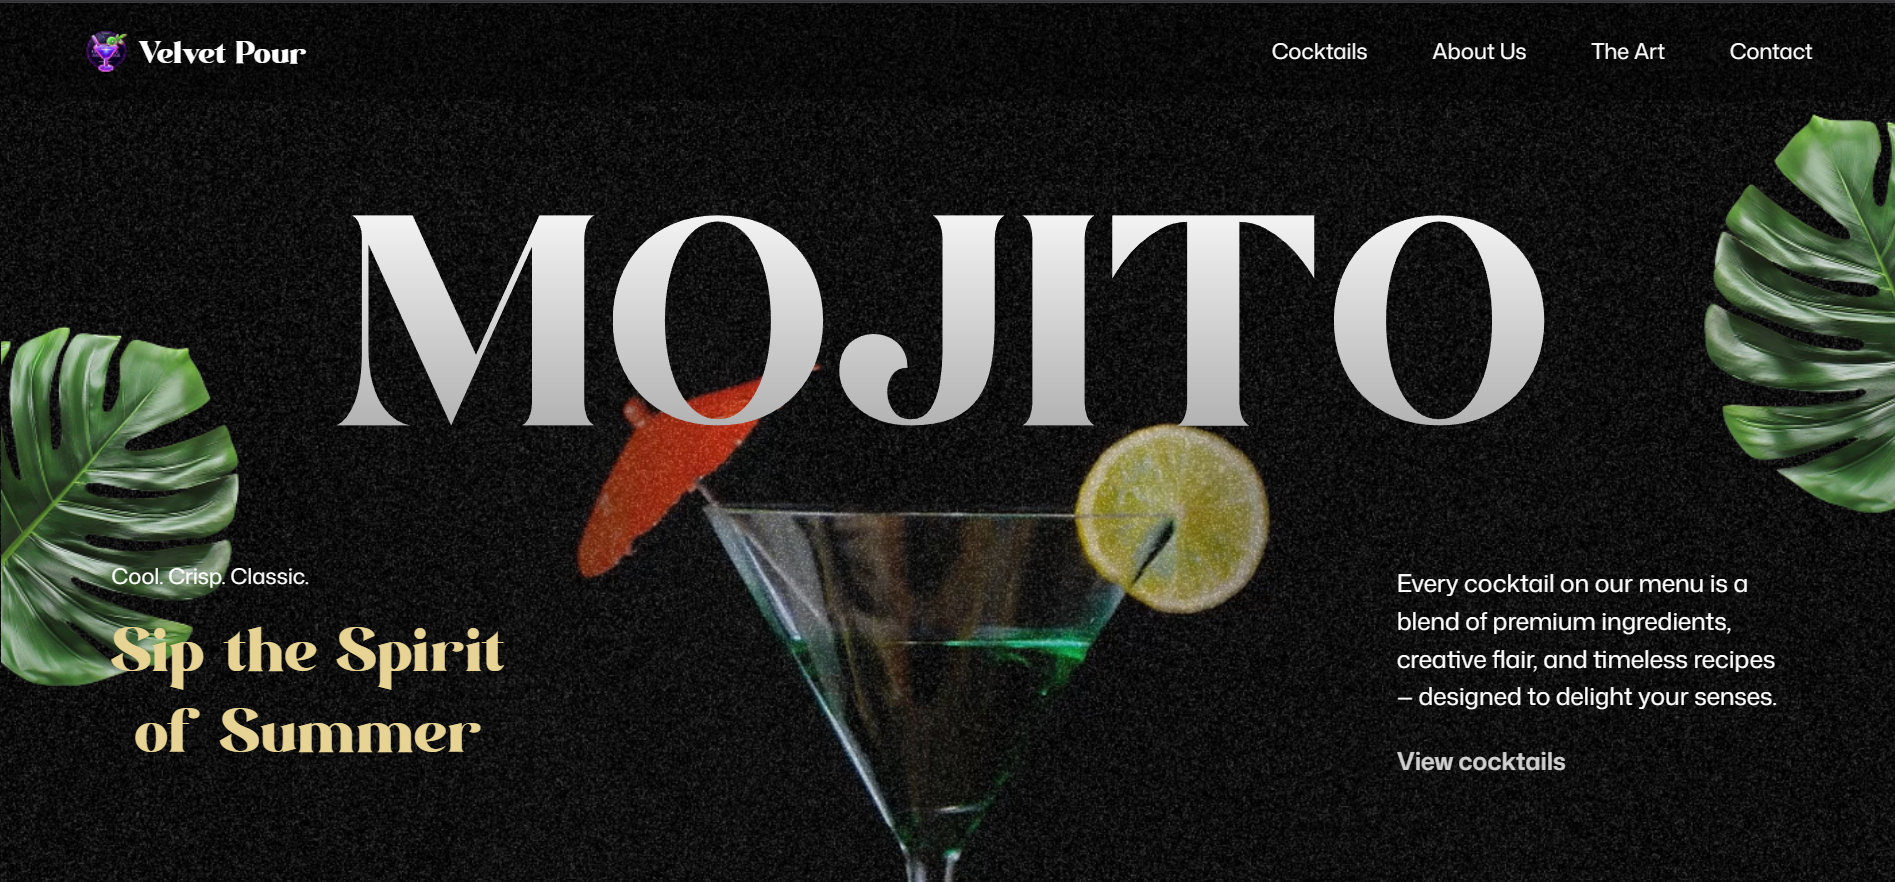 Velvet Pour
Cocktails
About Us
The Art
Contact
MOJITO
Cool. Crisp. Classic.
Sip the Spirit
of Summer
Every cocktail on our menu is a
blend of premium ingredients,
creative flair, and timeless recipes
– designed to delight your senses.
View cocktails